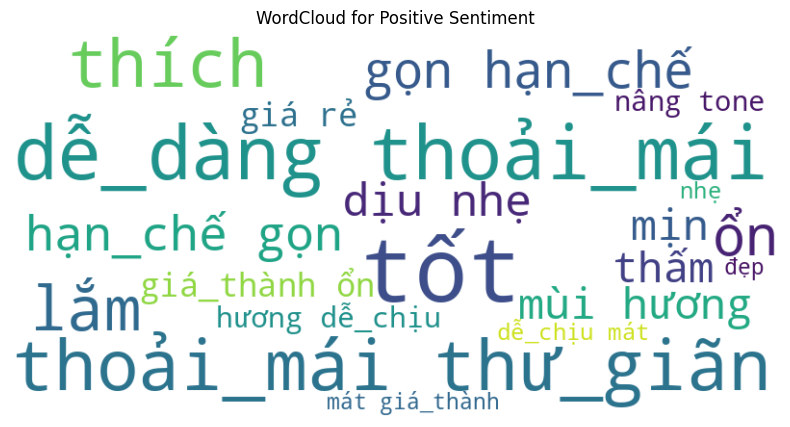 WordCloud for Positive Sentiment
thích
gọn hạn_chế
nâng tone
giá rẻ
dễ_dàng thoải_mái
nhẹ
dịu nhẹ
mịn
ổn
hạn_chế gọn
tốt
thấm
đẹp
giá_thành ổn
lắm
mùi hương
hương dễ_chịu
dễ_chịu mát
thoải_mái thư_giãn
mát giá_thành